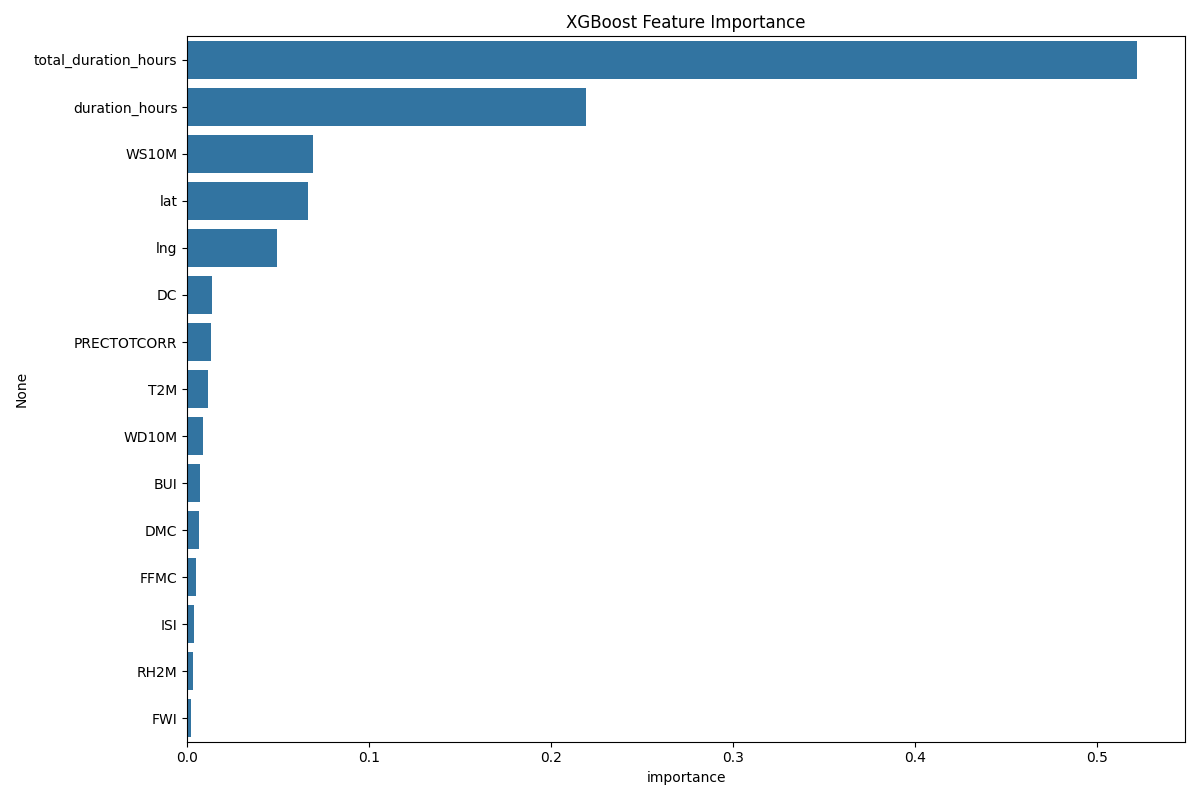 XGBoost Feature Importance
total_duration_hours
duration_hours
WS10M
lat
lng
DC
PRECTOTCORR
T2M
WD10M
BUI
DMC
FFMC
ISI
RH2M
FWI
None
0.0 0.1 0.2 0.3 0.4 0.5
importance